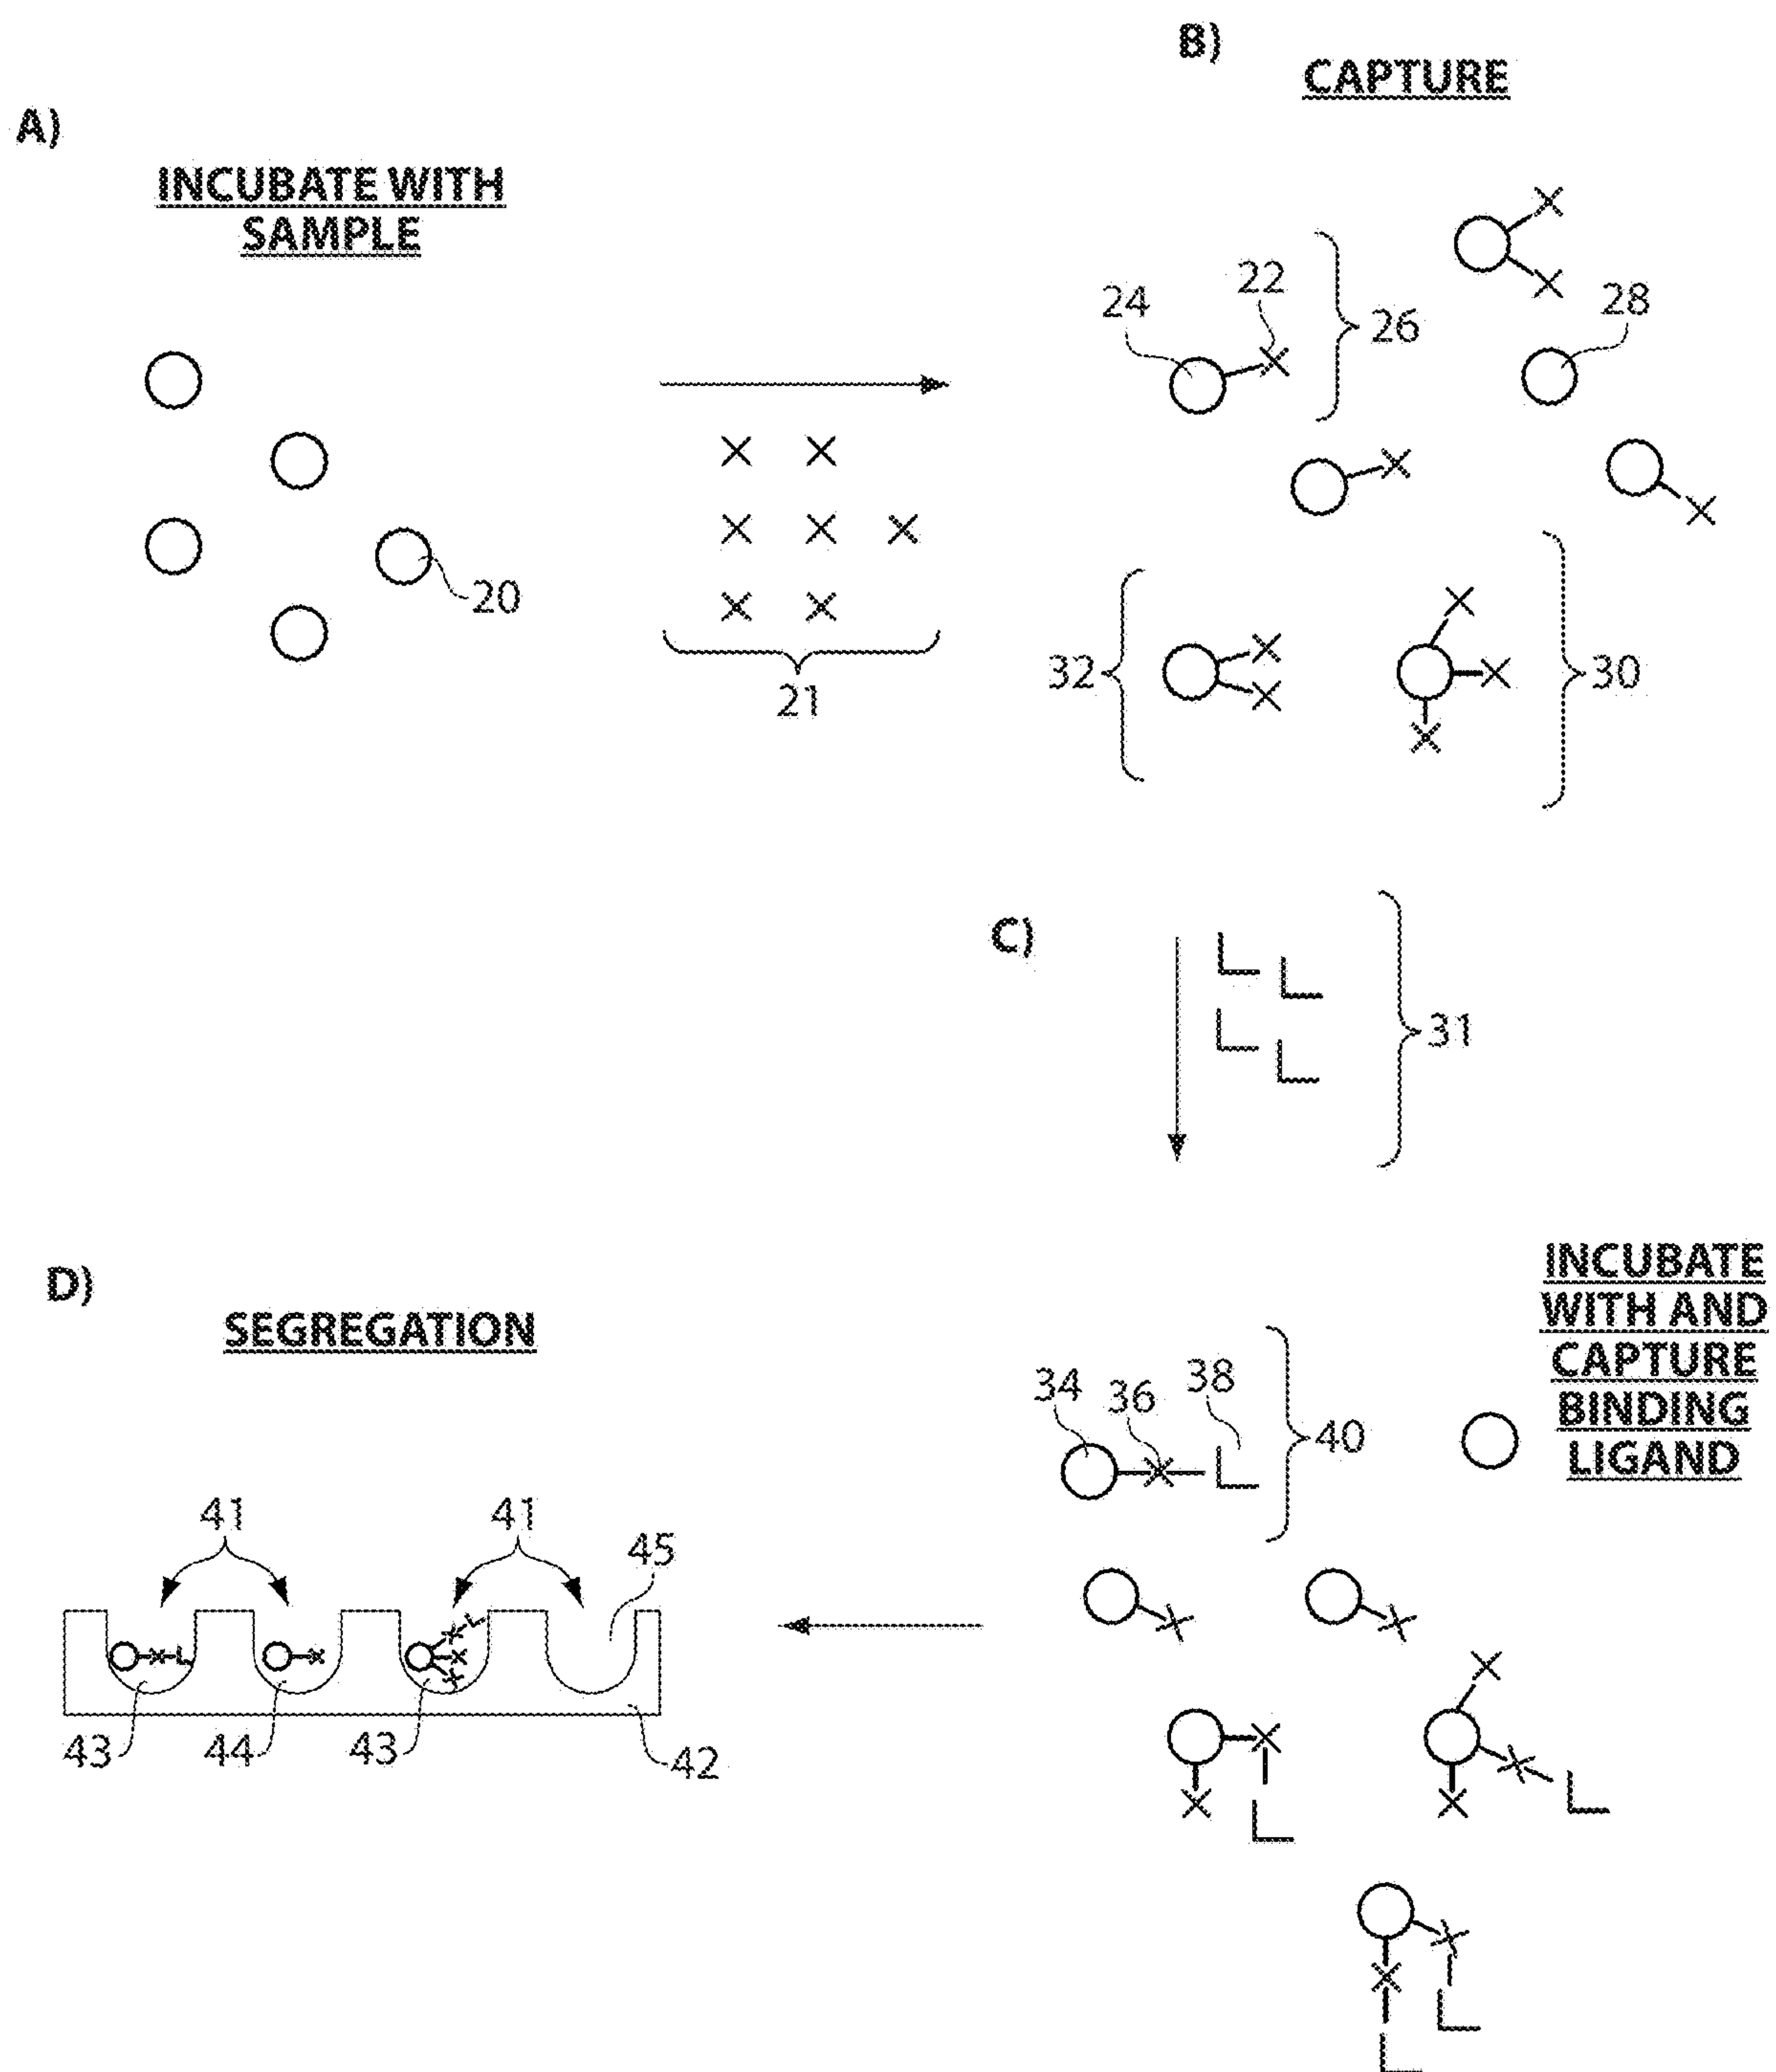 A)
INCUBATE WITH
SAMPLE
20
21
B)
CAPTURE
24
22
26
28
32
30
C)
31
INCUBATE
WITH AND
CAPTURE
BINDING
LIGAND
34
36
38
40
D)
SEGREGATION
41
41
45
43
44
43
42